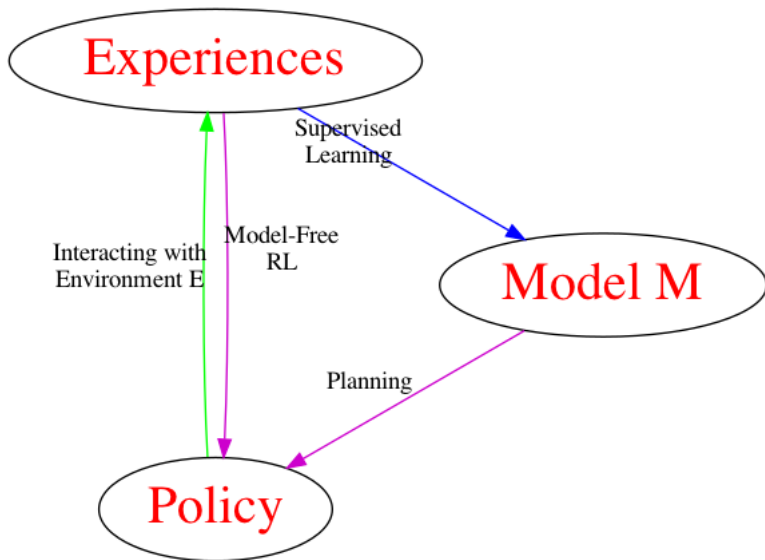 Experiences
Supervised
Learning
Interacting with
Environment E
Model-Free
RL
Model M
Planning
Policy